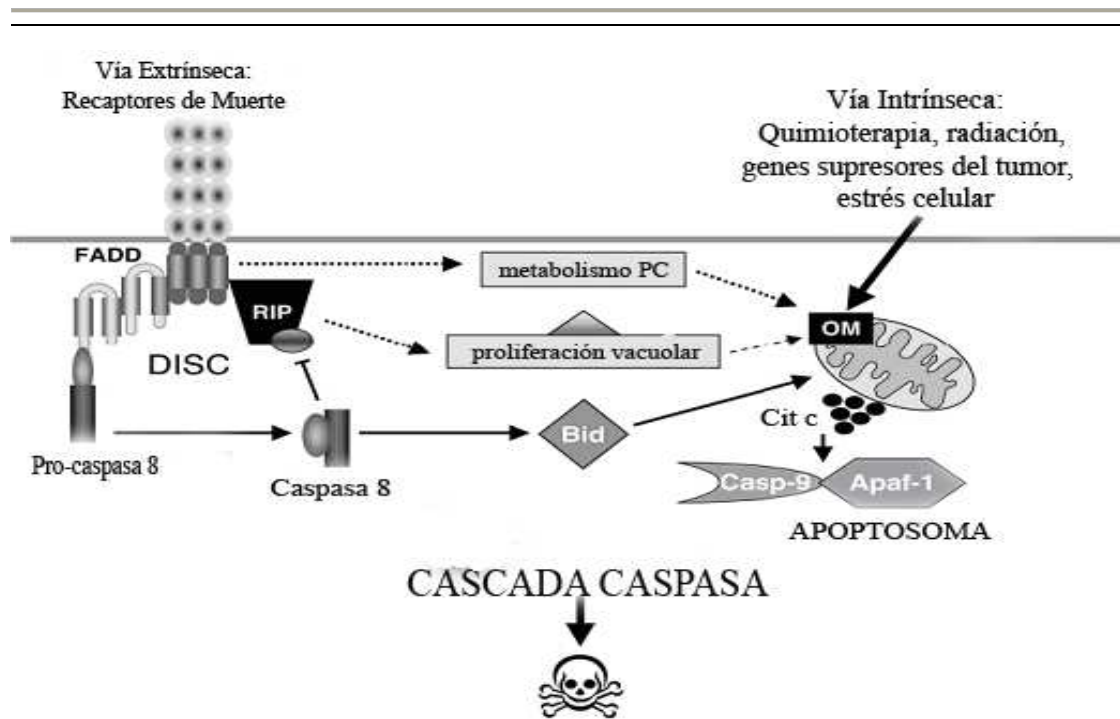 Vía Extrínseca:
Recaptores de Muerte
Vía Intrínseca:
Quimioterapia, radiación,
genes supresores del tumor,
estrés celular
FADD
metabolismo PC
RIP
OM
DISC
proliferación vacuolar
Cit c
Bid
Pro-caspasa 8
Caspasa 8
Casp-9
Apaf-1
APOPTOSOMA
CASCADA CASPASA